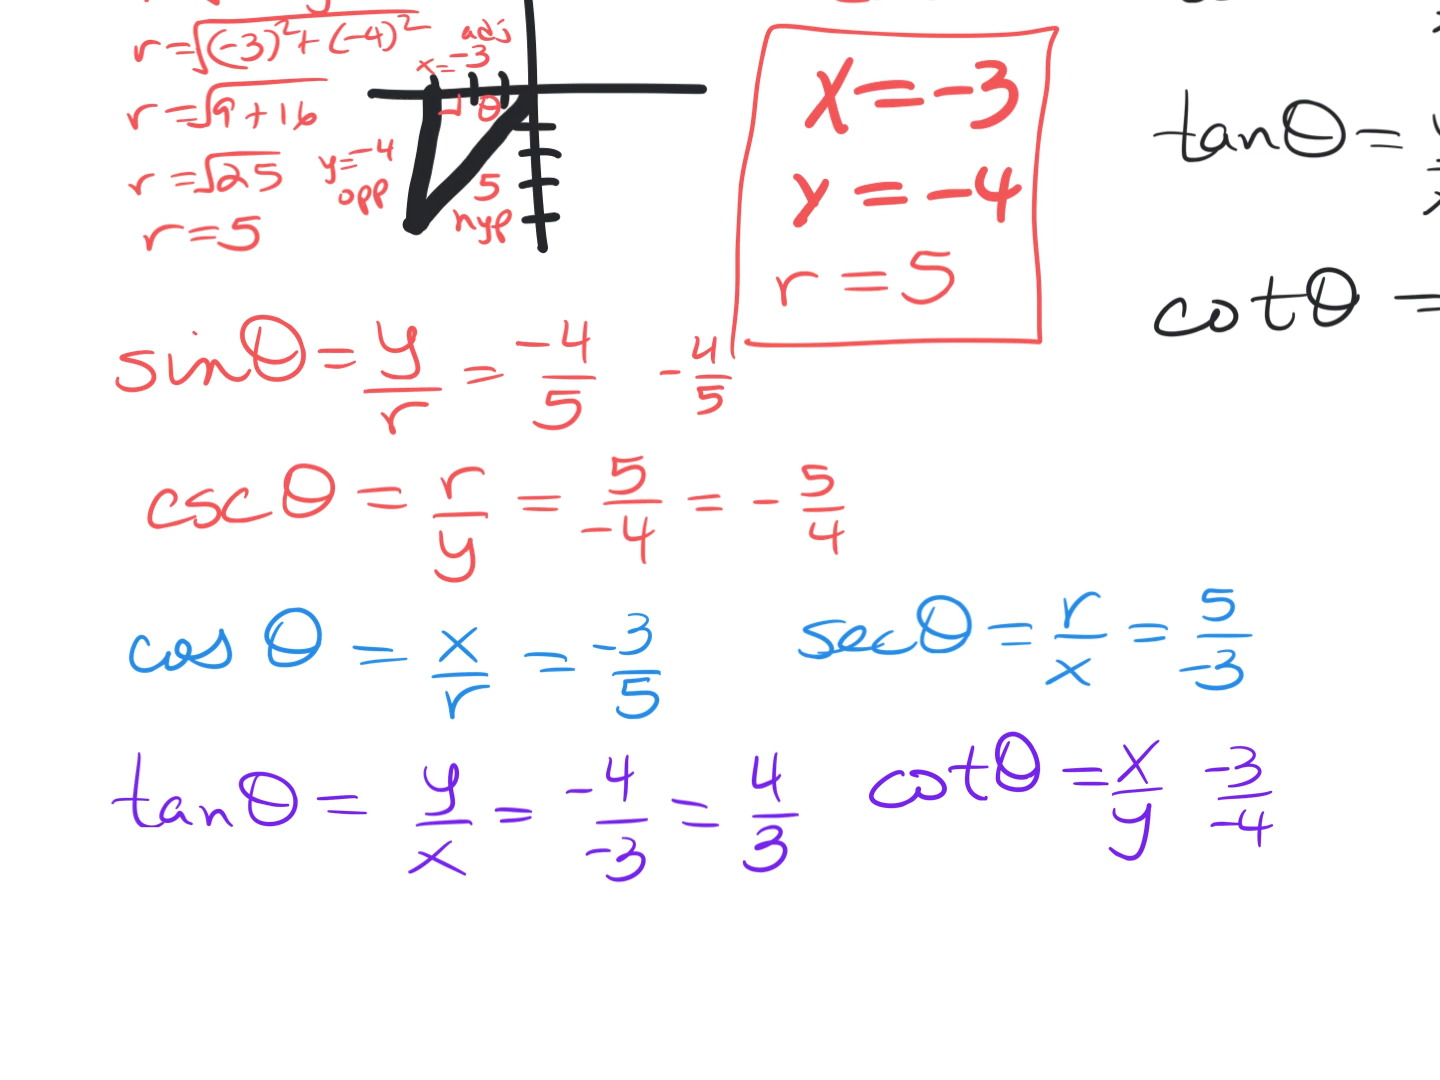 r = √(-3)² + (-4)²
r = √9 + 16
r = √25
r = 5
adj
x = -3
θ
y = -4
opp
5
hyp
x = -3
y = -4
r = 5
tanθ =
cotθ =
sinθ = y/r = -4/5 - 4/5
cscθ = r/y = 5/-4 = - 5/4
cos θ = x/r = -3/5
secθ = r/x = 5/-3
tanθ = y/x = -4/-3 = 4/3
cotθ = x/y -3/-4